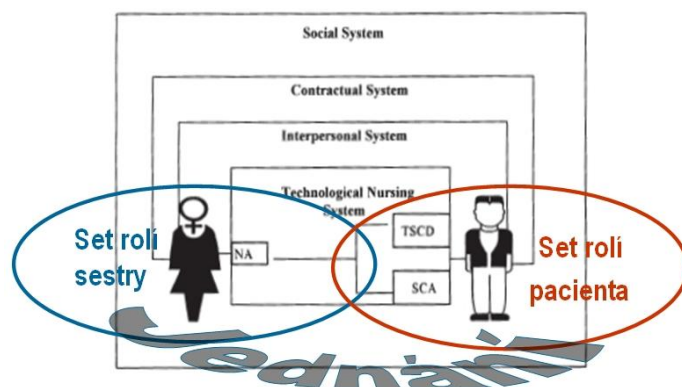 Social System
Contractual System
Interpersonal System
Technological Nursing
System
Set rolí
sestry
NA
TSCD
SCA
Set rolí
pacienta
Jednání